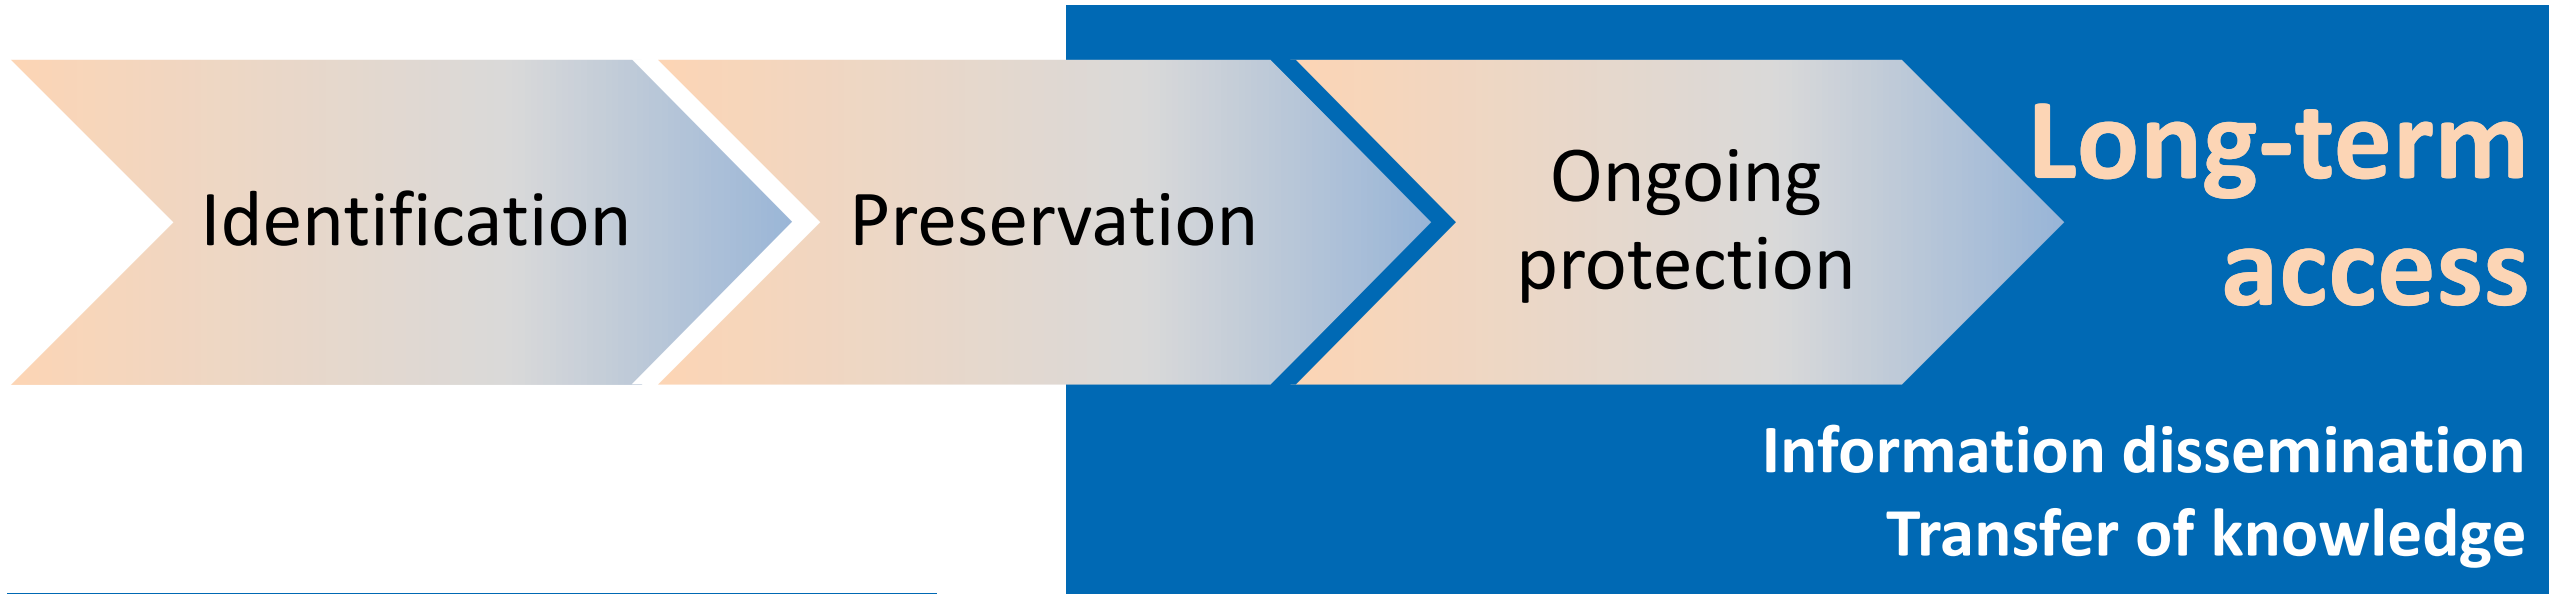 Identification
Preservation
Ongoing
protection
Long-term
access
Information dissemination
Transfer of knowledge